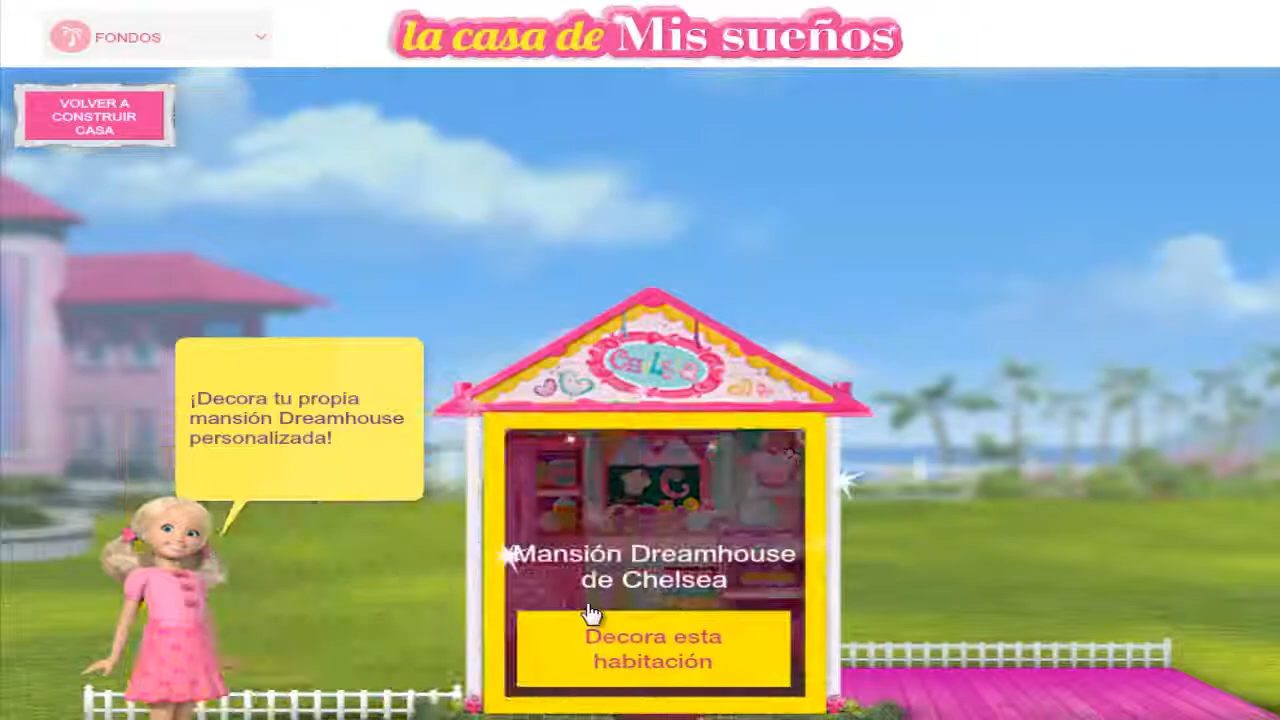 FONDOS
la casa de Mis sueños
VOLVER A
CONSTRUIR
CASA
¡Decora tu propia
mansión Dreamhouse
personalizada!
Chelsea
Mansión Dreamhouse
de Chelsea
Decora esta
habitación